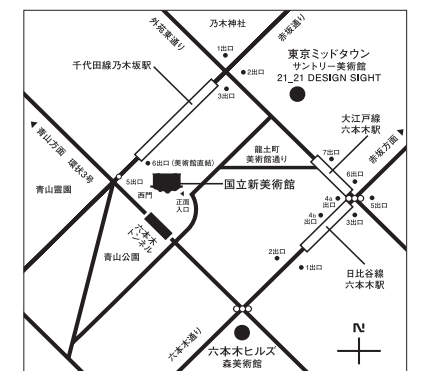 乃木神社
外苑東通り
赤坂通り
1出口
2出口
千代田線乃木坂駅
3出口
東京ミッドタウン
サントリー美術館
21_21 DESIGN SIGHT
大江戸線
六本木駅
赤坂方面
青山方面
環状3号
龍土町
美術館通り
7出口
6出口(美術館直結)
5出口
国立新美術館
西門
正面
入口
6出口
5出口
4a
出口
4b
出口
3出口
青山霊園
六本木
トンネル
青山公園
2出口
1出口
日比谷線
六本木駅
六本木通り
六本木ヒルズ
森美術館
N